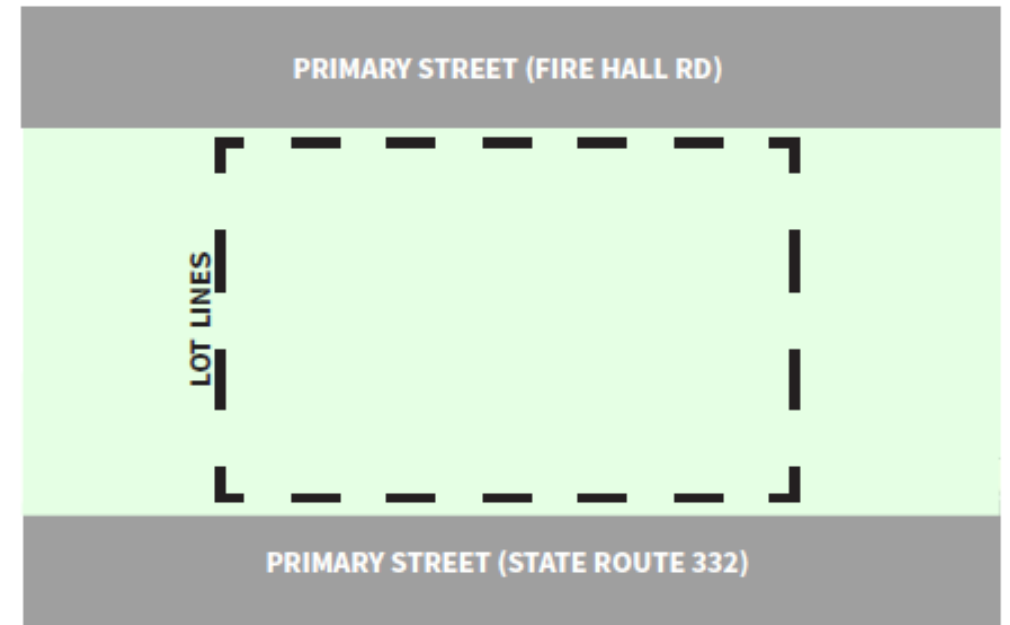 PRIMARY STREET (FIRE HALL RD)
LOT LINES
PRIMARY STREET (STATE ROUTE 332)